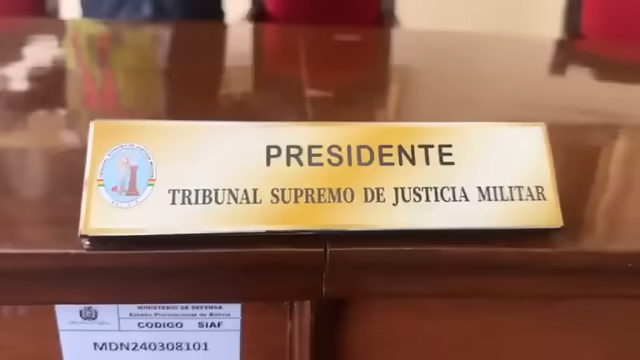 PRESIDENTE
TRIBUNAL SUPREMO DE JUSTICIA MILITAR
MINISTERIO DE DEFENSA
Estado Plurinacional de Bolivia
CODIGO SIAF
MDN240308101